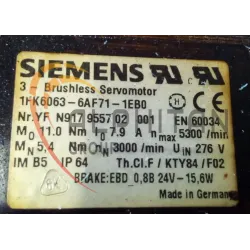 SIEMENS
3 Brushless Servomotor
1FK6063-6AF71-1EB0
Nr. YF N917 9557 02 001 EN 60034
M0 11.0 Nm I0 7.9 A nmax 5300 /min
MN 5,4 Nm nN 3000 /min UIN 276 V
IM B5 IP 64 Th.Cl.F / KTY84 / F02
BRAKE: EBD 0,8B 24V - 15,6W
Made in Germany